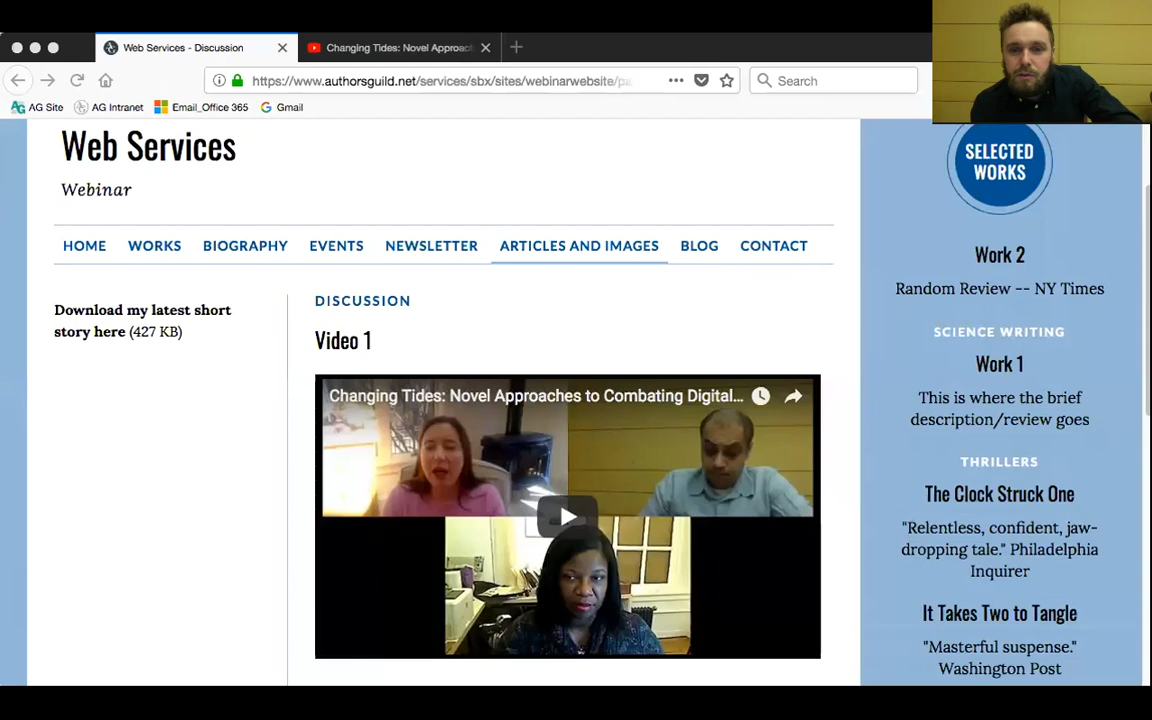 Web Services - Discussion
Changing Tides: Novel Approac
https://www.authorsguild.net/services/sbx/sites/webinarwebsite/pa
Search
AG Site
AG Intranet
Email_Office 365
Gmail
Web Services
Webinar
HOME
WORKS
BIOGRAPHY
EVENTS
NEWSLETTER
ARTICLES AND IMAGES
BLOG
CONTACT
Download my latest short
story here (427 KB)
DISCUSSION
Video 1
Changing Tides: Novel Approaches to Combating Digital...
SELECTED
WORKS
Work 2
Random Review -- NY Times
SCIENCE WRITING
Work 1
This is where the brief
description/review goes
THRILLERS
The Clock Struck One
"Relentless, confident, jaw-
dropping tale." Philadelphia
Inquirer
It Takes Two to Tangle
"Masterful suspense."
Washington Post